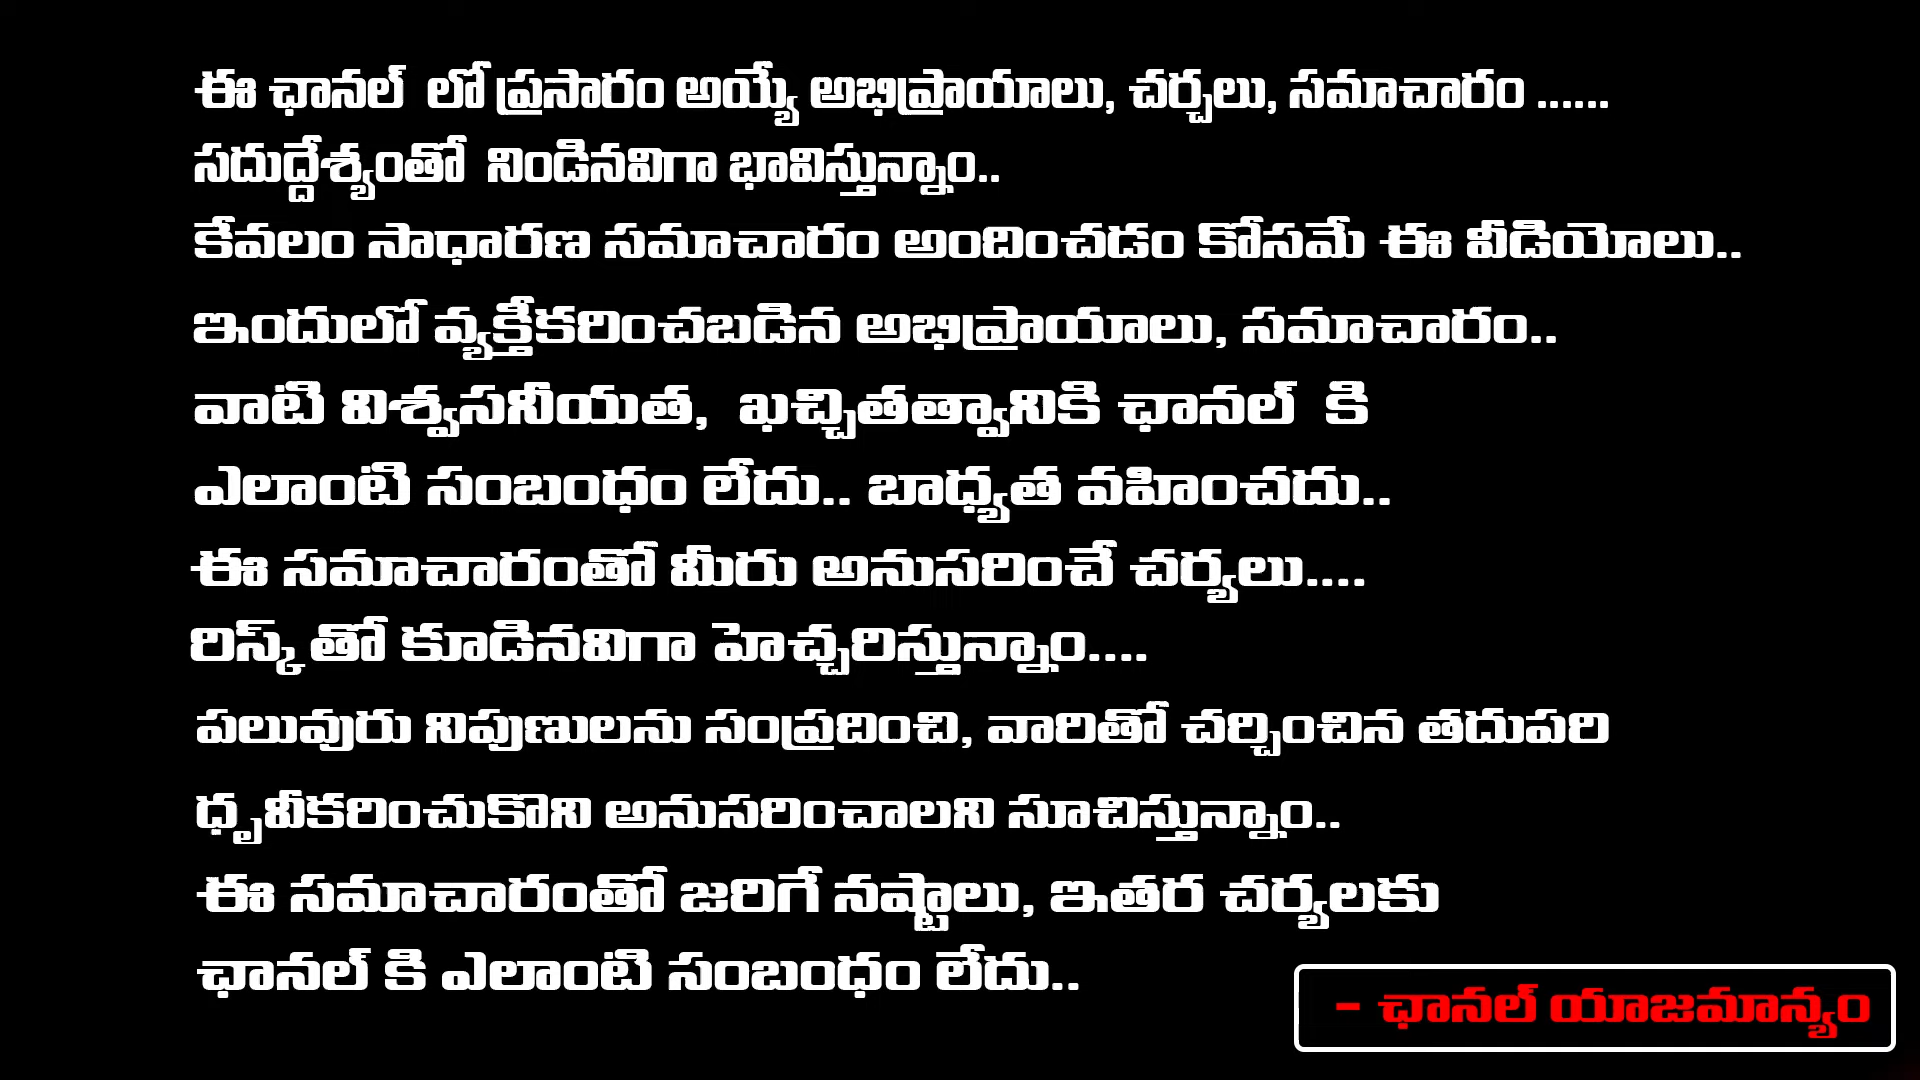 ఈ ఛానల్ లో ప్రసారం అయ్యే అభిప్రాయాలు, చర్చలు, సమాచారం ......
సదుద్దేశ్యంతో నిండినవిగా భావిస్తున్నాం..
కేవలం సాధారణ సమాచారం అందించడం కోసమే ఈ వీడియోలు..
ఇందులో వ్యక్తీకరించబడిన అభిప్రాయాలు, సమాచారం..
వాటి విశ్వసనీయత, ఖచ్చితత్వానికి ఛానల్ కి
ఎలాంటి సంబంధం లేదు.. బాధ్యత వహించదు..
ఈ సమాచారంతో మీరు అనుసరించే చర్యలు....
రిస్క్ తో కూడినవిగా హెచ్చరిస్తున్నాం....
పలువురు నిపుణులను సంప్రదించి, వారితో చర్చించిన తదుపరి
ధృవీకరించుకొని అనుసరించాలని సూచిస్తున్నాం..
ఈ సమాచారంతో జరిగే నష్టాలు, ఇతర చర్యలకు
ఛానల్ కి ఎలాంటి సంబంధం లేదు..
- ఛానల్ యాజమాన్యం